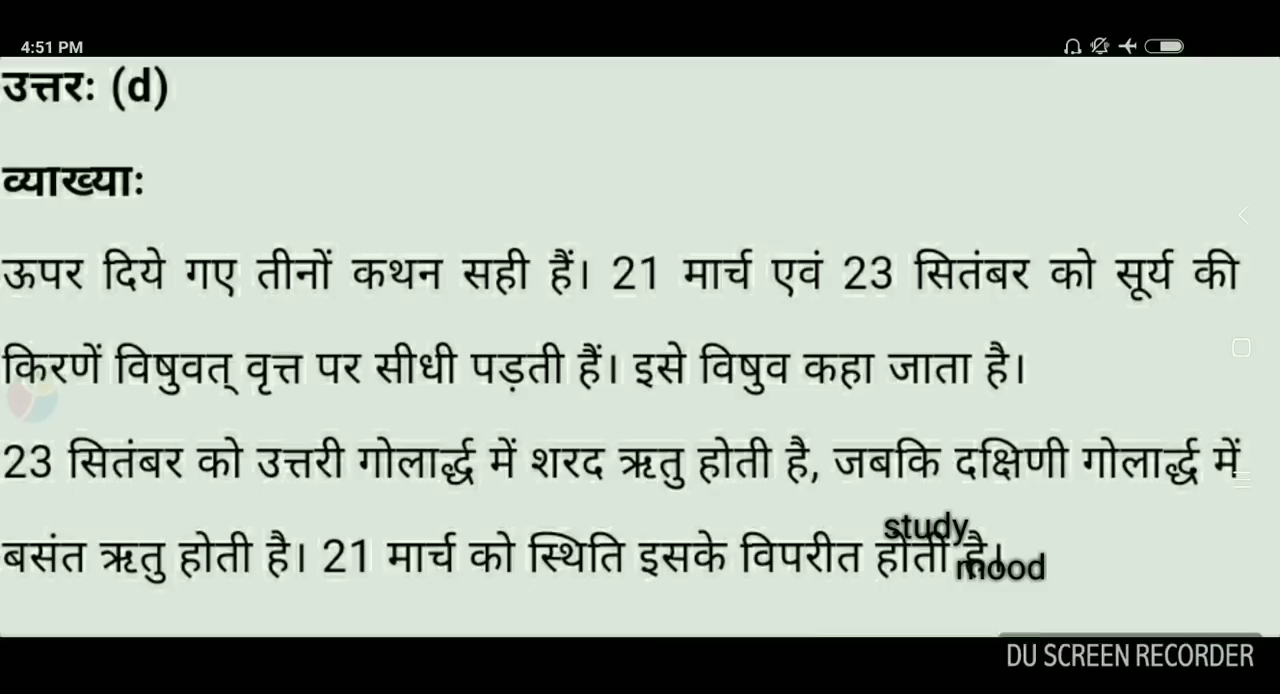 4:51 PM
उत्तरः (d)
व्याख्याः
ऊपर दिये गए तीनों कथन सही हैं। 21 मार्च एवं 23 सितंबर को सूर्य की
किरणें विषुवत् वृत्त पर सीधी पड़ती हैं। इसे विषुव कहा जाता है।
23 सितंबर को उत्तरी गोलार्द्ध में शरद ऋतु होती है, जबकि दक्षिणी गोलार्द्ध में
बसंत ऋतु होती है। 21 मार्च को स्थिति इसके विपरीत होती है।
study
mood
DU SCREEN RECORDER